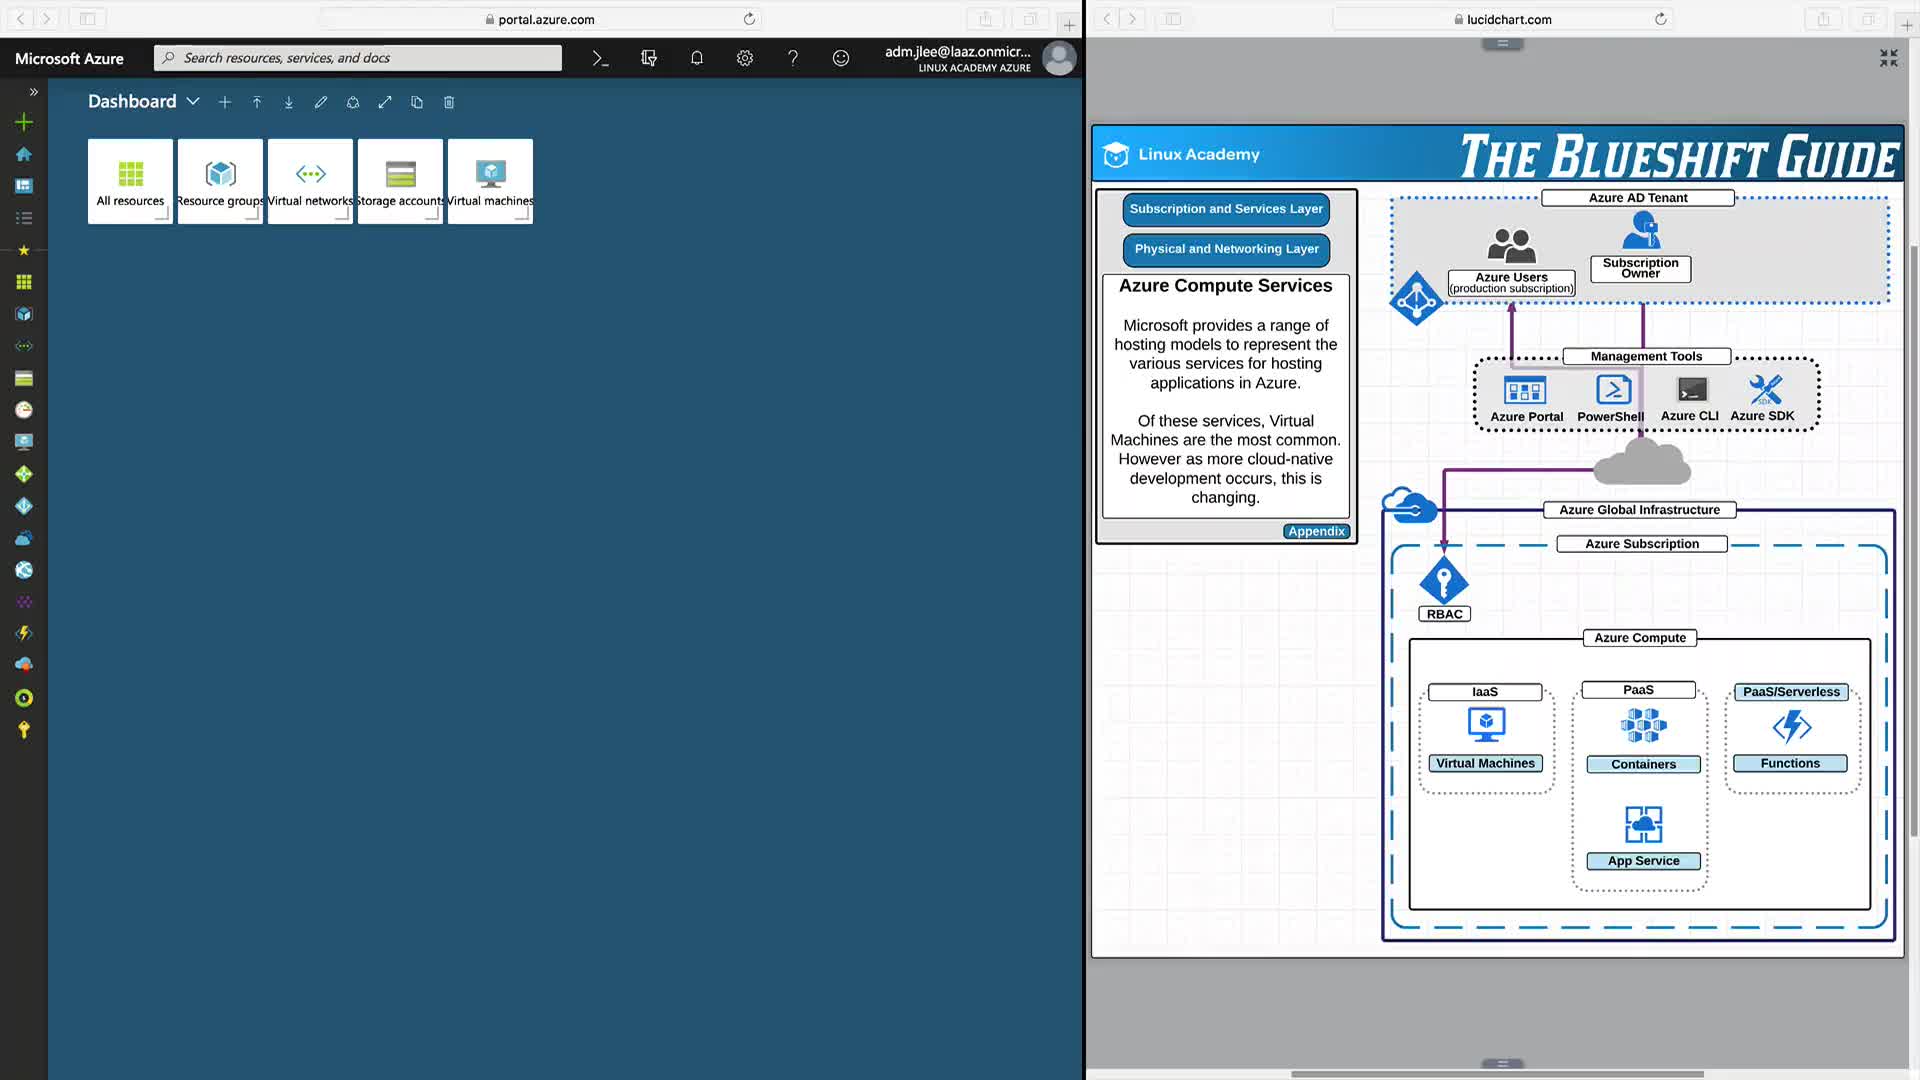 portal.azure.com
Microsoft Azure
Search resources, services, and docs
adm.jlee@laaz.onmicr...
LINUX ACADEMY AZURE
Dashboard
All resources
Resource groups
Virtual networks
Storage accounts
Virtual machines
lucidchart.com
Linux Academy
THE BLUESHIFT GUIDE
Subscription and Services Layer
Physical and Networking Layer
Azure Compute Services
Microsoft provides a range of
hosting models to represent the
various services for hosting
applications in Azure.
Of these services, Virtual
Machines are the most common.
However as more cloud-native
development occurs, this is
changing.
Appendix
Azure AD Tenant
Azure Users
(production subscription)
Subscription
Owner
Management Tools
Azure Portal
PowerShell
Azure CLI
SDK
Azure SDK
Azure Global Infrastructure
Azure Subscription
RBAC
Azure Compute
IaaS
Virtual Machines
PaaS
Containers
App Service
PaaS/Serverless
Functions